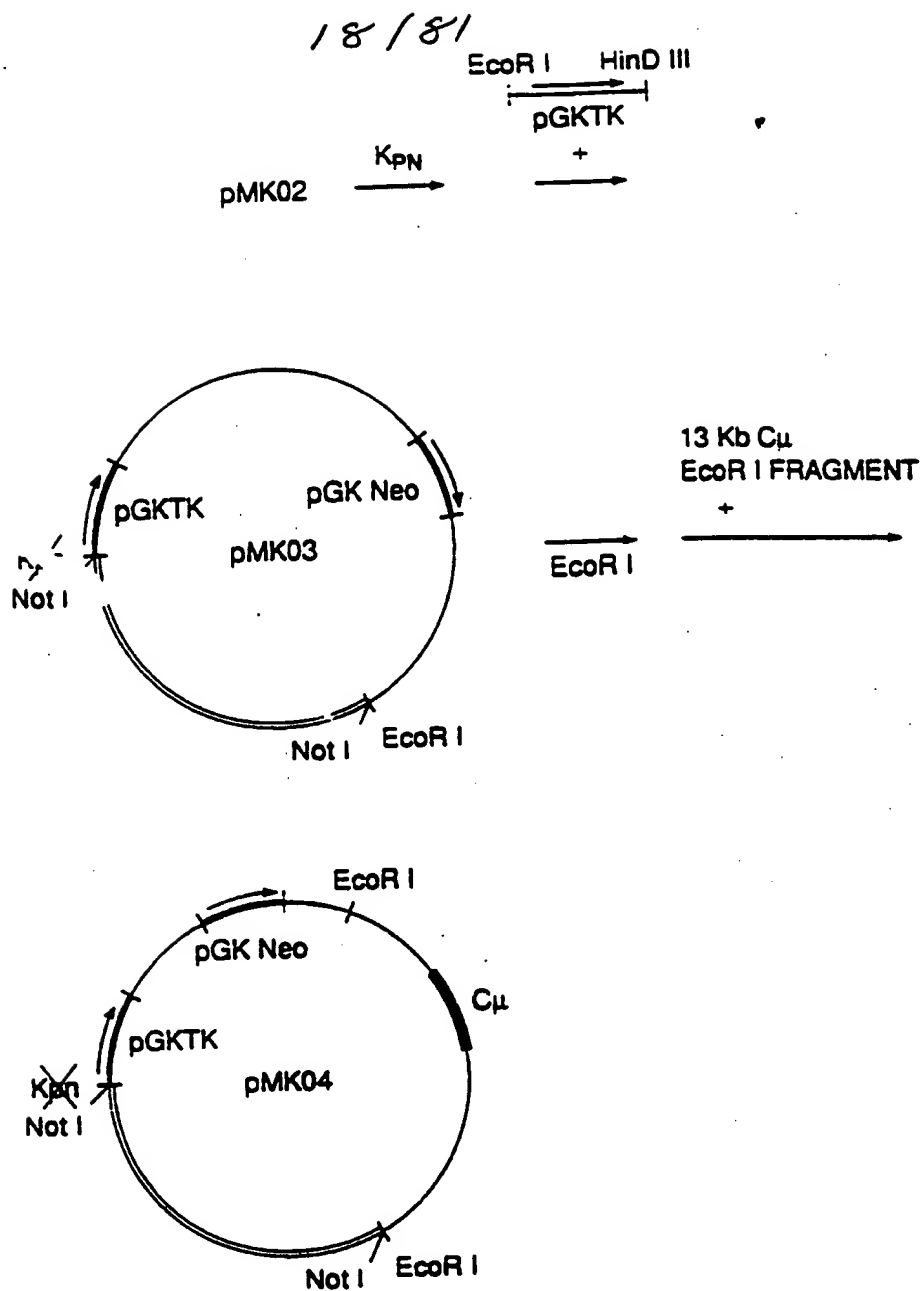 18/81
EcoR I HinD III
pGKTK
+
pMK02
KPN
pGKTK
pGK Neo
pMK03
Not I
Not I
EcoR I
EcoR I
13 Kb Cμ
EcoR I FRAGMENT
+
EcoR I
pGK Neo
Cμ
pGKTK
pMK04
Kpn
Not I
Not I
EcoR I